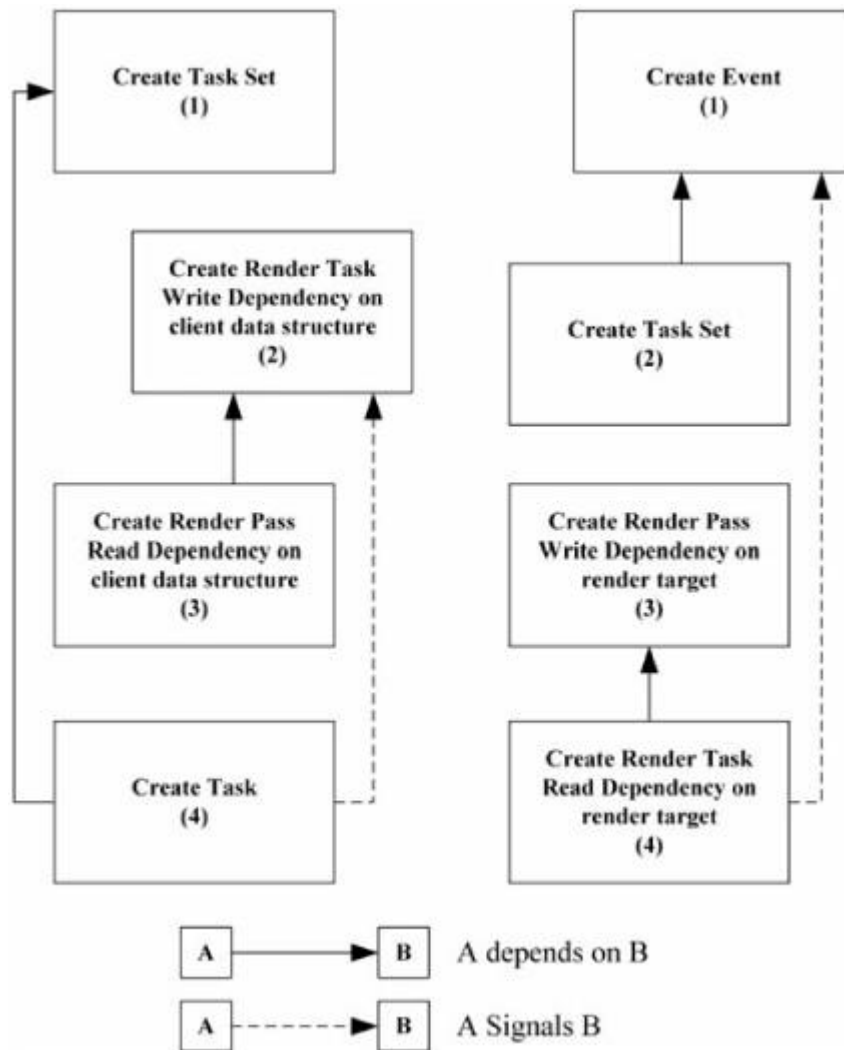 Create Task Set
(1)
Create Render Task
Write Dependency on
client data structure
(2)
Create Render Pass
Read Dependency on
client data structure
(3)
Create Task
(4)
Create Event
(1)
Create Task Set
(2)
Create Render Pass
Write Dependency on
render target
(3)
Create Render Task
Read Dependency on
render target
(4)
A B A depends on B
A B A Signals B